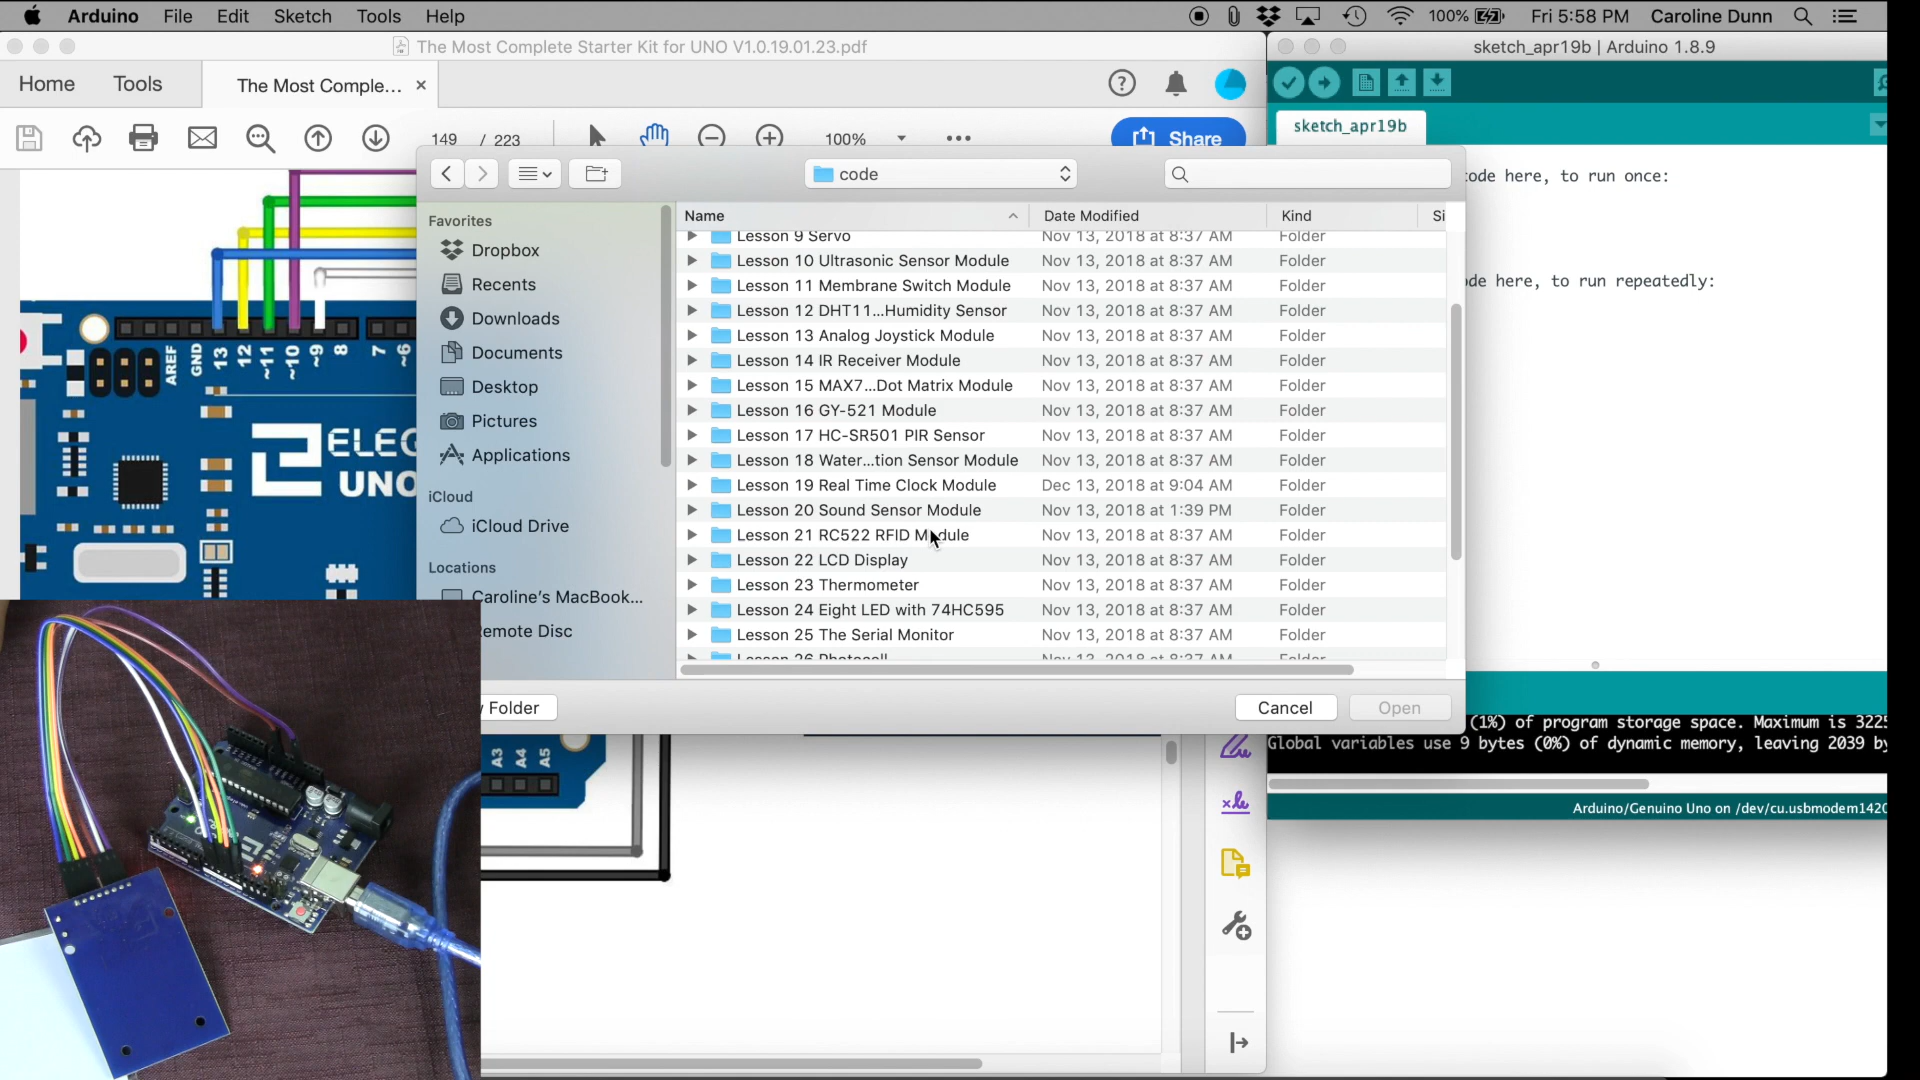 Arduino File Edit Sketch Tools Help 100% Fri 5:58 PM Caroline Dunn
The Most Complete Starter Kit for UNO V1.0.19.01.23.pdf
sketch_apr19b | Arduino 1.8.9
Home Tools The Most Comple... ×
149 / 223 100% ••• Share
sketch_apr19b
code
code here, to run once:
Favorites
Name Date Modified Kind Si
Dropbox
Recents
Downloads
Documents
Desktop
Pictures
Applications
iCloud
iCloud Drive
Locations
Caroline's MacBook...
emote Disc
Lesson 9 Servo Nov 13, 2018 at 8:37 AM Folder
Lesson 10 Ultrasonic Sensor Module Nov 13, 2018 at 8:37 AM Folder
Lesson 11 Membrane Switch Module Nov 13, 2018 at 8:37 AM Folder
Lesson 12 DHT11...Humidity Sensor Nov 13, 2018 at 8:37 AM Folder
Lesson 13 Analog Joystick Module Nov 13, 2018 at 8:37 AM Folder
Lesson 14 IR Receiver Module Nov 13, 2018 at 8:37 AM Folder
Lesson 15 MAX7...Dot Matrix Module Nov 13, 2018 at 8:37 AM Folder
Lesson 16 GY-521 Module Nov 13, 2018 at 8:37 AM Folder
Lesson 17 HC-SR501 PIR Sensor Nov 13, 2018 at 8:37 AM Folder
Lesson 18 Water...tion Sensor Module Nov 13, 2018 at 8:37 AM Folder
Lesson 19 Real Time Clock Module Dec 13, 2018 at 9:04 AM Folder
Lesson 20 Sound Sensor Module Nov 13, 2018 at 1:39 PM Folder
Lesson 21 RC522 RFID Module Nov 13, 2018 at 8:37 AM Folder
Lesson 22 LCD Display Nov 13, 2018 at 8:37 AM Folder
Lesson 23 Thermometer Nov 13, 2018 at 8:37 AM Folder
Lesson 24 Eight LED with 74HC595 Nov 13, 2018 at 8:37 AM Folder
Lesson 25 The Serial Monitor Nov 13, 2018 at 8:37 AM Folder
Lesson 26 Photocell Nov 13, 2018 at 8:37 AM Folder
Folder Cancel Open
de here, to run repeatedly:
AREF GND 13 12 ~11 ~10 ~9 8 7 ~6
ELEG
UNO
A3 A4 A5
(1%) of program storage space. Maximum is 3225
Global variables use 9 bytes (0%) of dynamic memory, leaving 2039 by
Arduino/Genuino Uno on /dev/cu.usbmodem1420